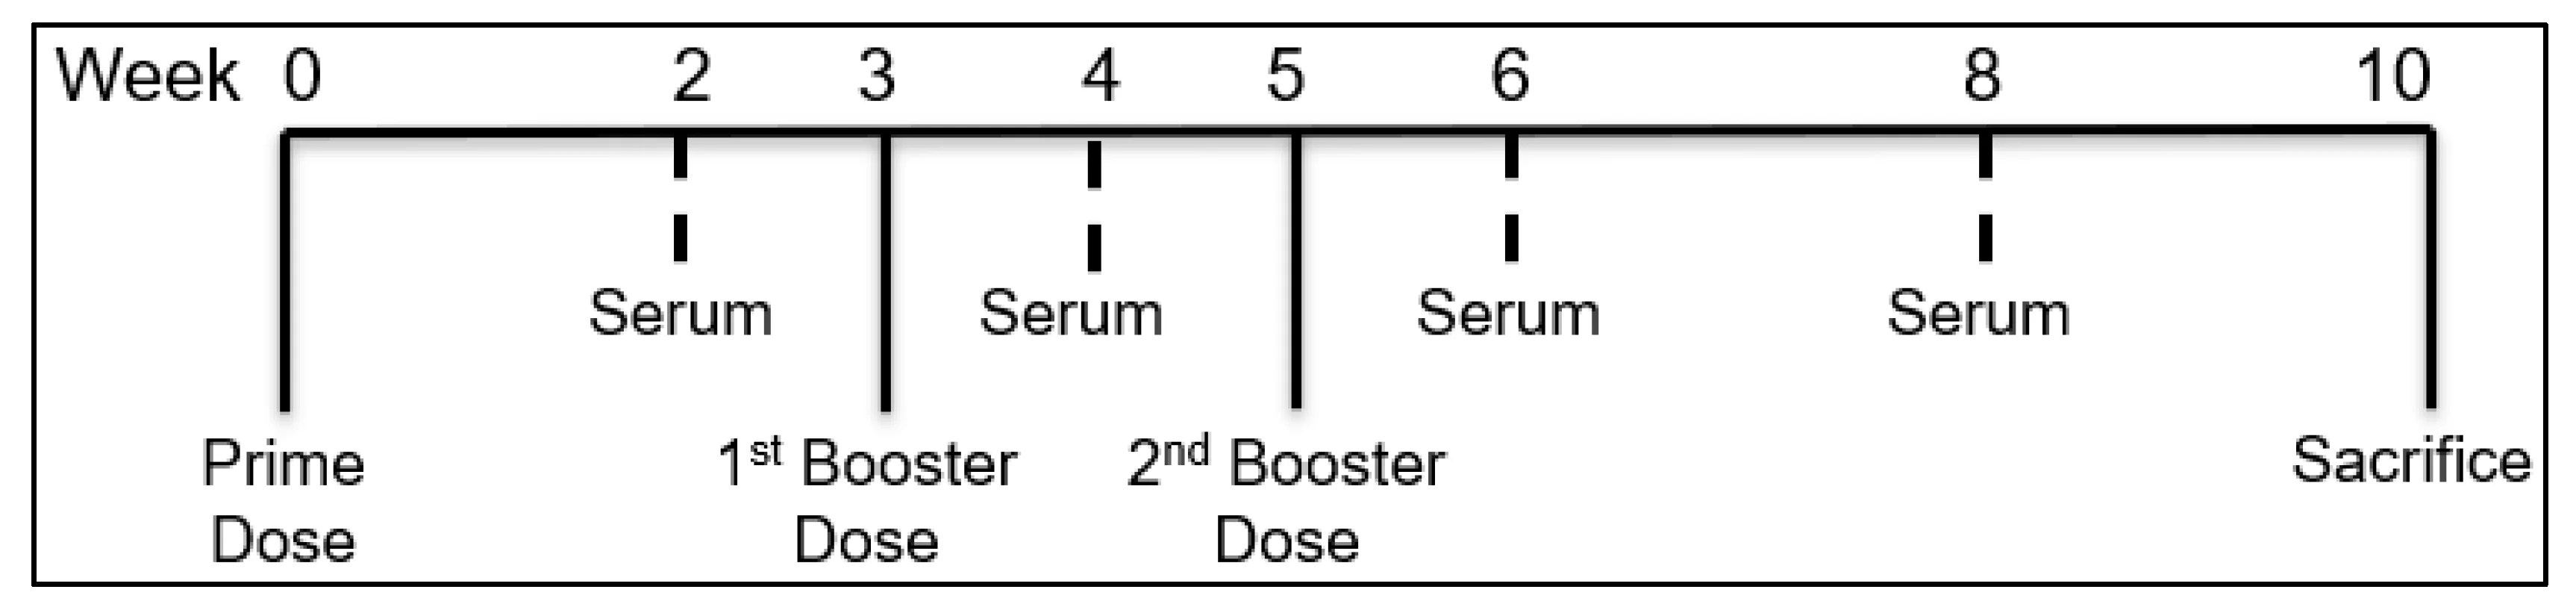 Week 0 2 3 4 5 6 8 10
Serum Serum Serum Serum
Prime 1st Booster 2nd Booster Sacrifice
Dose Dose Dose